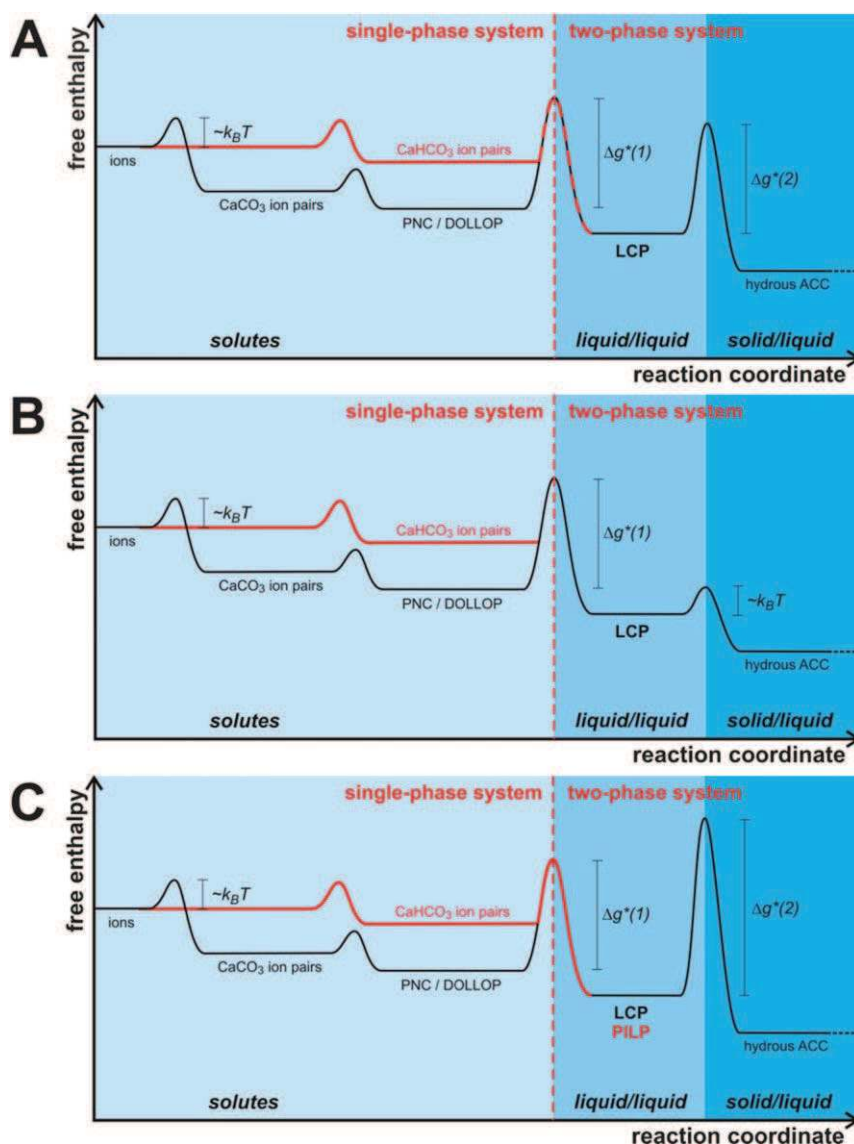 A
free enthalpy
single-phase system
two-phase system
~k_BT
ions
CaHCO₃ ion pairs
CaCO₃ ion pairs
PNC / DOLLOP
Δg*(1)
Δg*(2)
LCP
hydrous ACC
solutes
liquid/liquid
solid/liquid
reaction coordinate
B
free enthalpy
single-phase system
two-phase system
~k_BT
ions
CaHCO₃ ion pairs
CaCO₃ ion pairs
PNC / DOLLOP
Δg*(1)
~k_BT
LCP
hydrous ACC
solutes
liquid/liquid
solid/liquid
reaction coordinate
C
free enthalpy
single-phase system
two-phase system
~k_BT
ions
CaHCO₃ ion pairs
CaCO₃ ion pairs
PNC / DOLLOP
Δg*(1)
Δg*(2)
LCP
PILP
hydrous ACC
solutes
liquid/liquid
solid/liquid
reaction coordinate